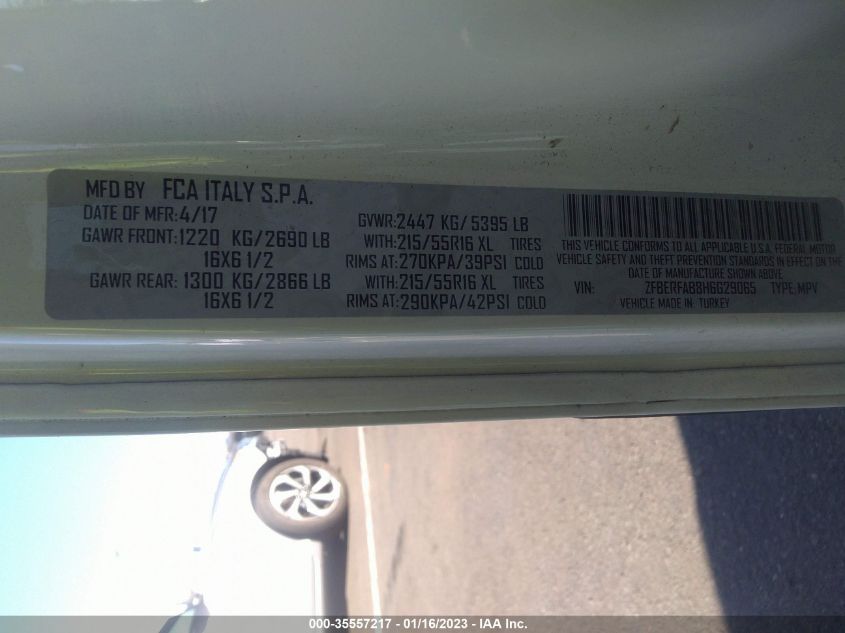 MFD BY FCA ITALY S.P.A.
DATE OF MFR: 4/17
GAWR FRONT: 1220 KG/2690 LB
16X6 1/2
GAWR REAR: 1300 KG/2866 LB
16X6 1/2
GVWR: 2447 KG/5395 LB
WITH: 215/55R16 XL TIRES
RIMS AT: 270KPA/39PSI COLD
WITH: 215/55R16 XL TIRES
RIMS AT: 290KPA/42PSI COLD
THIS VEHICLE CONFORMS TO ALL APPLICABLE U.S.A. FEDERAL MOTOR
VEHICLE SAFETY AND THEFT PREVENTION STANDARDS IN EFFECT ON THE
DATE OF MANUFACTURE SHOWN ABOVE.
VIN: ZFBERFAB8H6G29065 TYPE: MPV
VEHICLE MADE IN: TURKEY
000-35557217 - 01/16/2023 - IAA Inc.